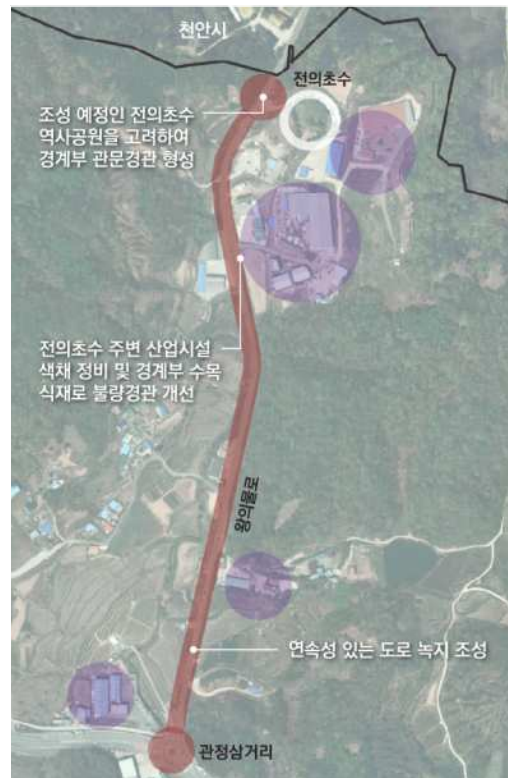 천안시
전의초수
조성 예정인 전의초수
역사공원을 고려하여
경계부 관문경관 형성
전의초수 주변 산업시설
색채 정비 및 경계부 수목
식재로 불량경관 개선
왕의물로
연속성 있는 도로 녹지 조성
관정삼거리